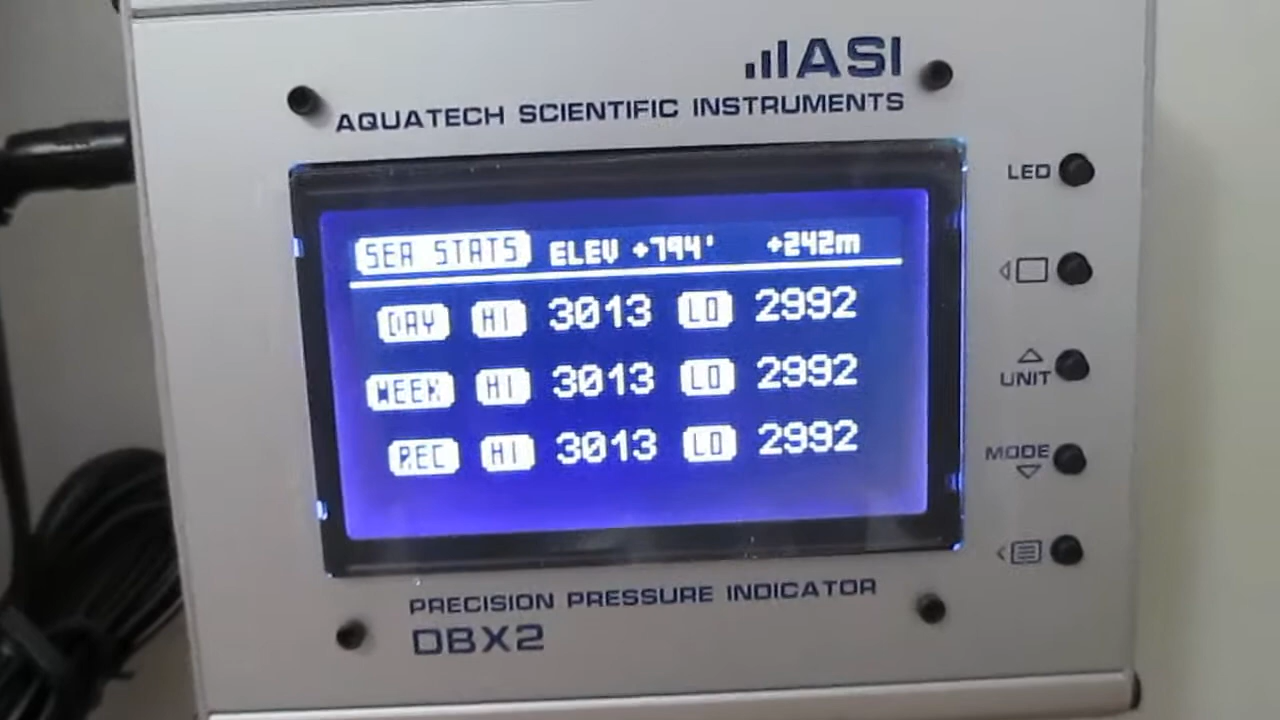 ASI
AQUATECH SCIENTIFIC INSTRUMENTS
LED
SEA STATS ELEV +794' +242m
DAY HI 3013 LO 2992
UNIT
WEEK HI 3013 LO 2992
MODE
REC HI 3013 LO 2992
PRECISION PRESSURE INDICATOR
DBX2